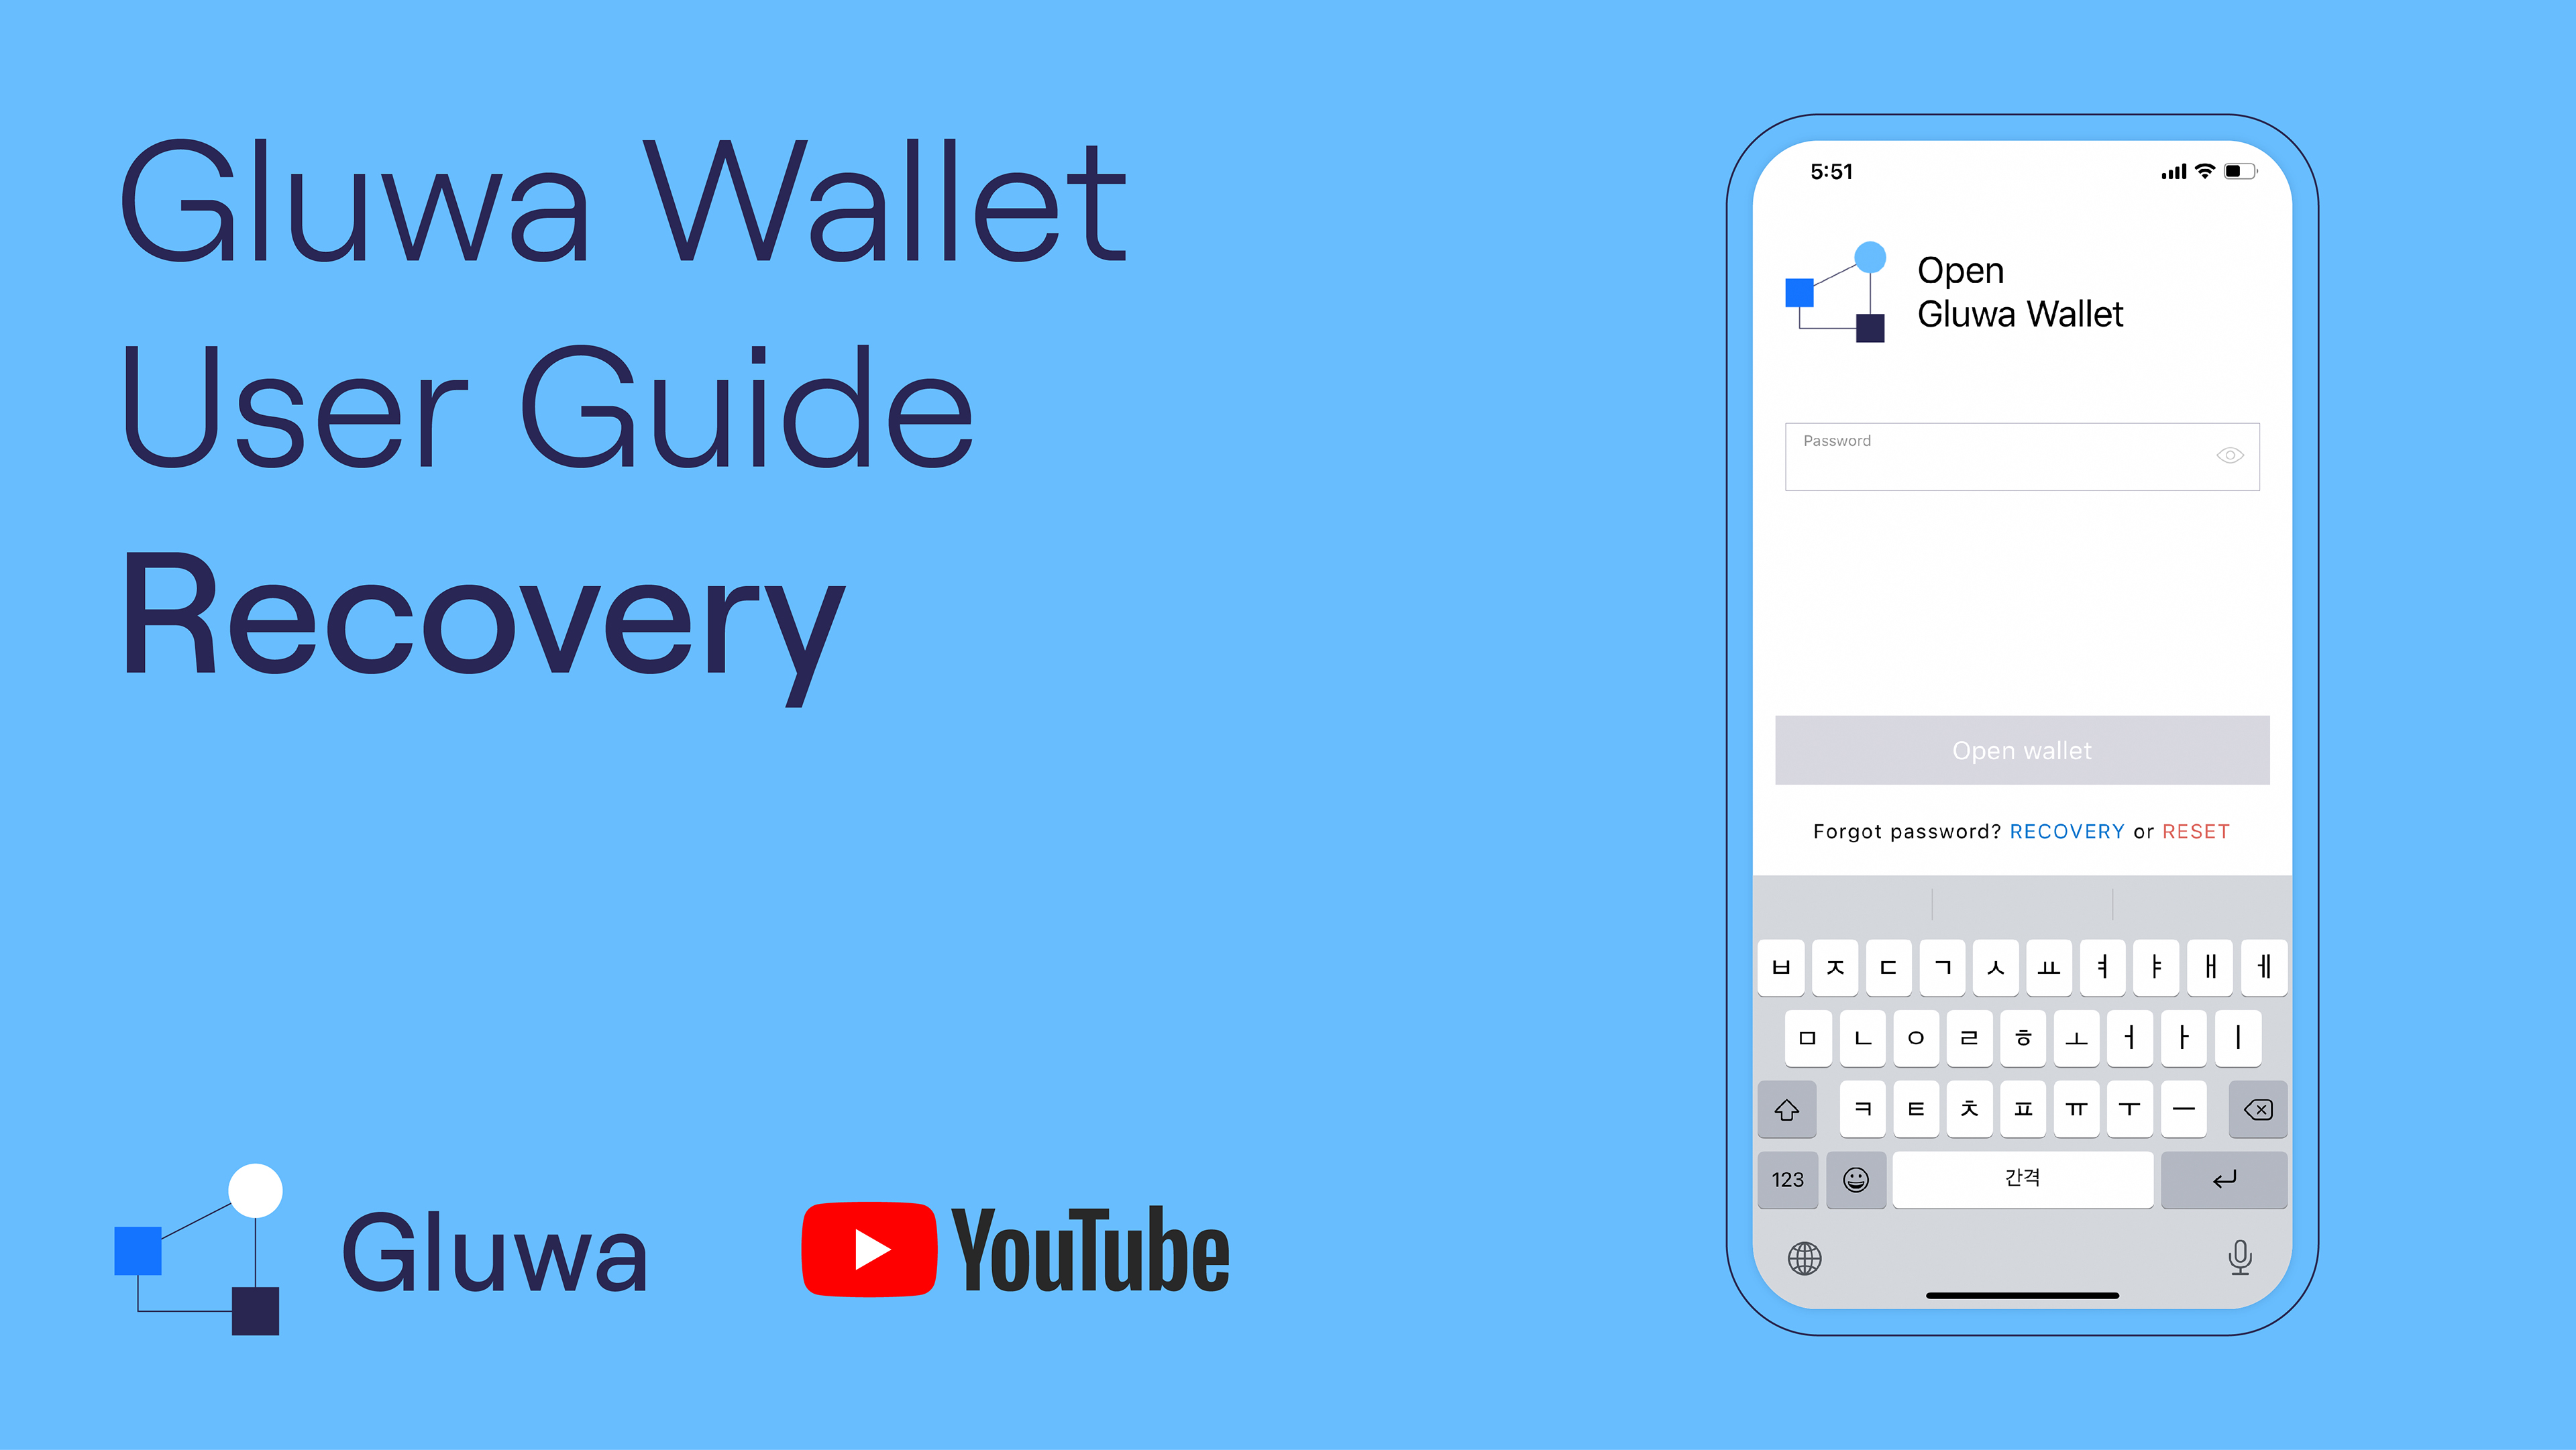 Gluwa Wallet
User Guide
Recovery
Gluwa
YouTube
5:51
Open
Gluwa Wallet
Password
Open wallet
Forgot password? RECOVERY or RESET
ㅂ ㅈ ㄷ ㄱ ㅅ ㅛ ㅕ ㅑ ㅐ ㅔ
ㅁ ㄴ ㅇ ㄹ ㅎ ㅗ ㅓ ㅏ ㅣ
ㅋ ㅌ ㅊ ㅍ ㅠ ㅜ ㅡ
123 간격